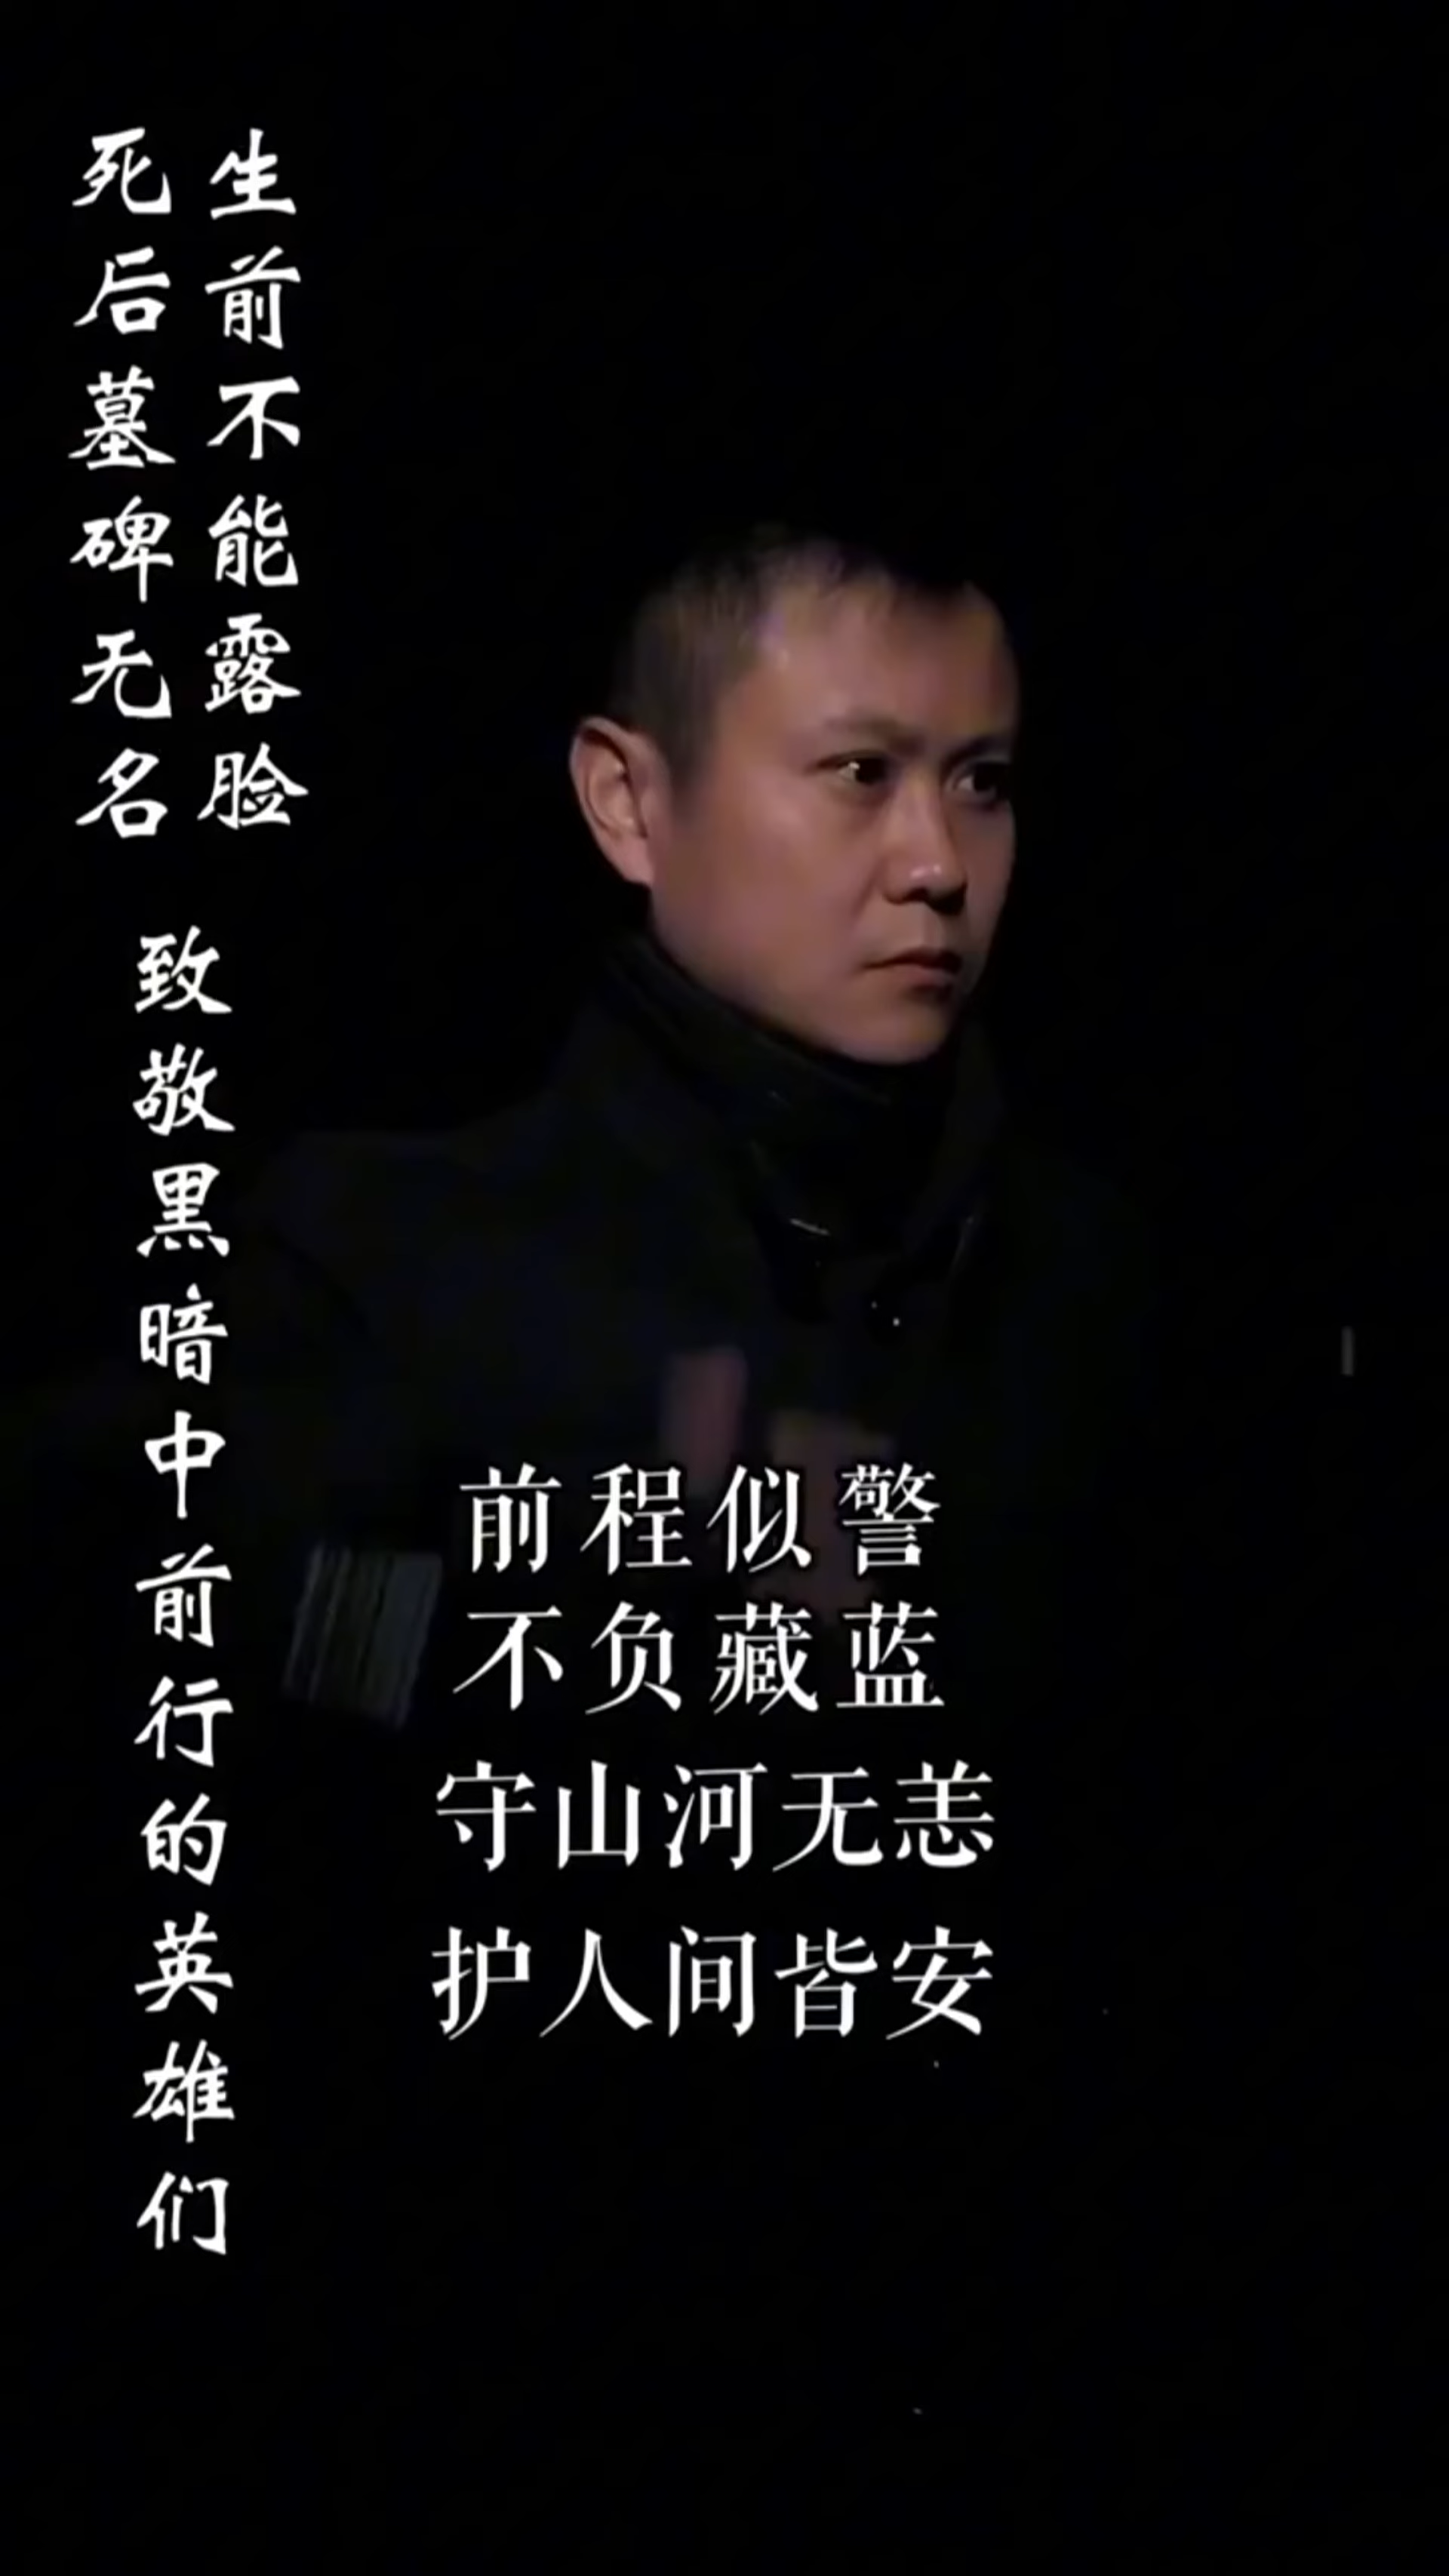 生前不能露脸
死后墓碑无名
致敬黑暗中前行的英雄们
前程似警
不负藏蓝
守山河无恙
护人间皆安